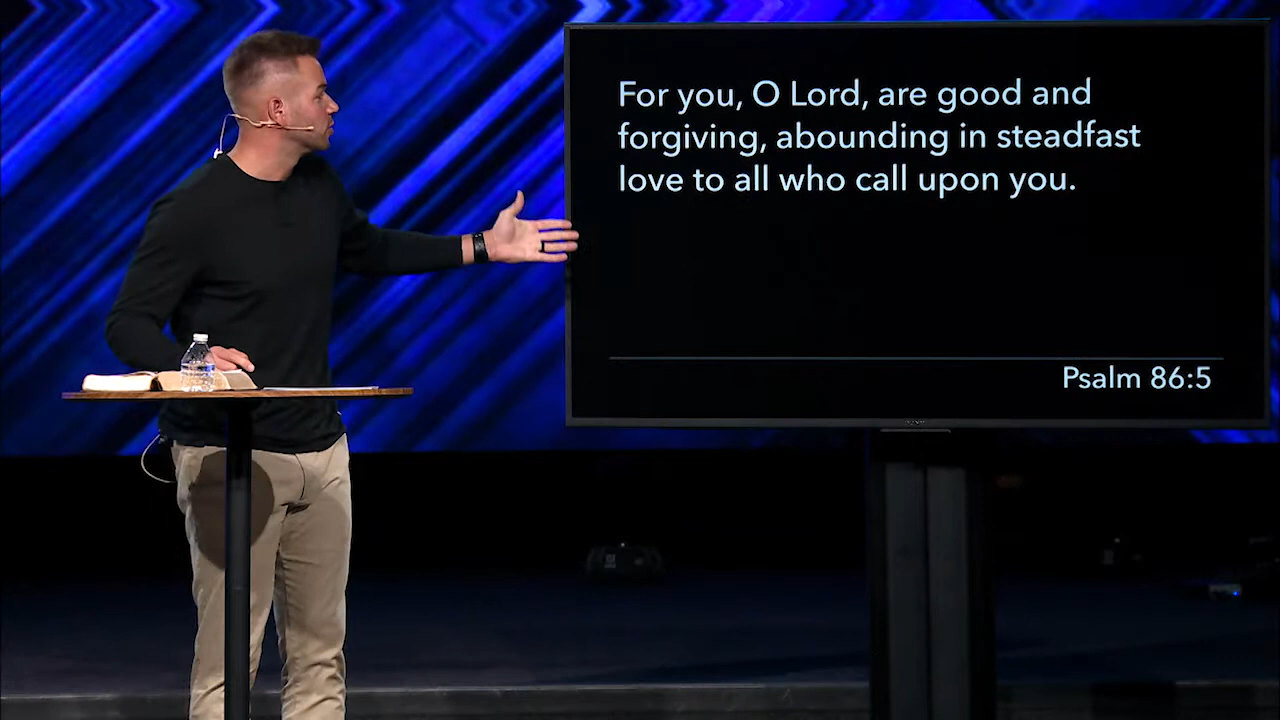 For you, O Lord, are good and
forgiving, abounding in steadfast
love to all who call upon you.
Psalm 86:5